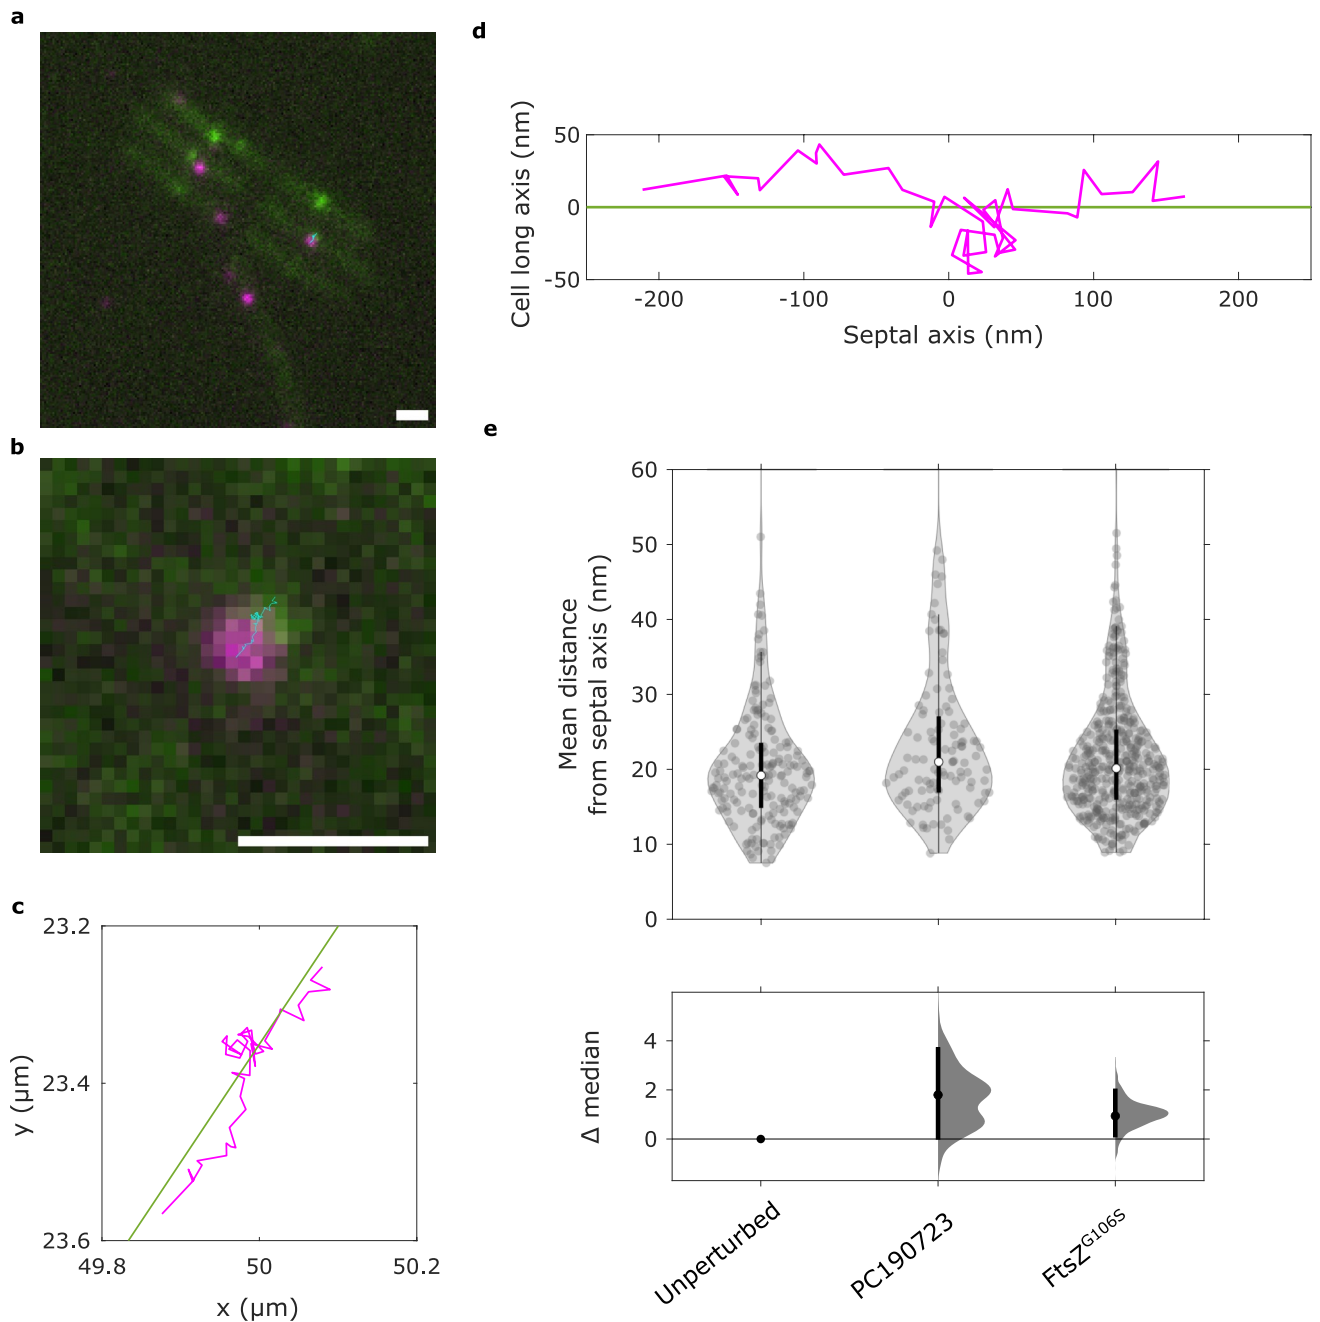 a
b
c
23.2
23.4
23.6
y (µm)
49.8
50
50.2
x (µm)
d
50
0
-50
Cell long axis (nm)
-200
-100
0
100
200
Septal axis (nm)
e
60
50
40
30
20
10
0
Mean distance
from septal axis (nm)
4
2
0
Δ median
Unperturbed
PC190723
FtsZG106S